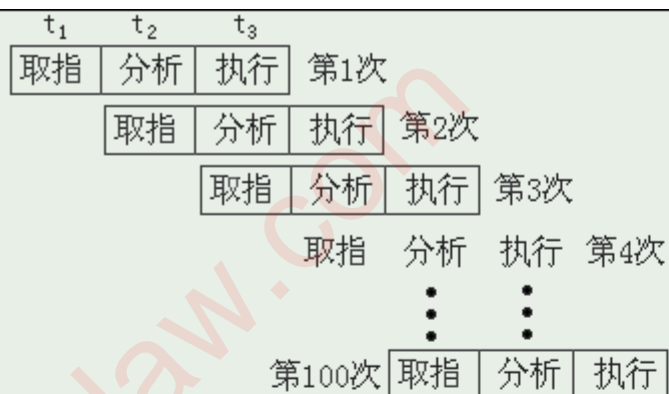 t₁ t₂ t₃
取指 分析 执行 第1次
取指 分析 执行 第2次
取指 分析 执行 第3次
取指 分析 执行 第4次
第100次 取指 分析 执行
law.com